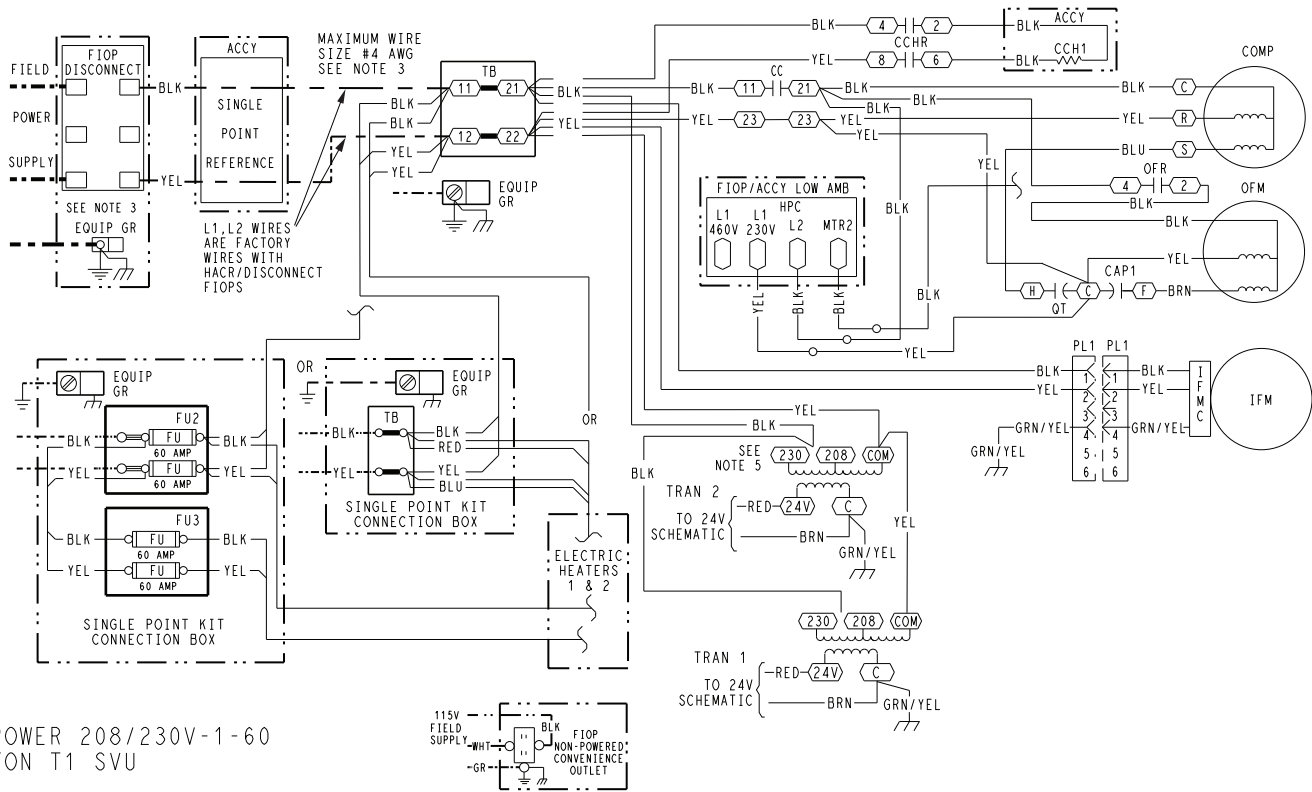 FIELD
POWER
SUPPLY
FIOP
DISCONNECT
BLK
YEL
SEE NOTE 3
EQUIP GR
ACCY
SINGLE
POINT
REFERENCE
MAXIMUM WIRE
SIZE #4 AWG
SEE NOTE 3
L1,L2 WIRES
ARE FACTORY
WIRES WITH
HACR/DISCONNECT
FIOPS
TB
11 21
12 22
BLK
BLK
YEL
YEL
BLK
YEL
EQUIP
GR
BLK 4 2 BLK
CCHR
YEL 8 6 BLK
ACCY
CCH1
CC
BLK 11 21 BLK
BLK
BLK
YEL 23 23 YEL
YEL
BLK C
YEL R
BLU S
COMP
YEL
OFR
4 2
BLK
BLK
OFM
YEL
CAP1
H C F BRN
QT
FIOP/ACCY LOW AMB
HPC
L1
460V
L1
230V
L2
MTR2
YEL
BLK
BLK
BLK
BLK
YEL
PL1 PL1
BLK 1 1 BLK
YEL 2 2 YEL
3 3
GRN/YEL 4 4 GRN/YEL
5 5
6 6
GRN/YEL
IFMC
IFM
EQUIP
GR
FU2
BLK FU BLK
60 AMP
YEL FU YEL
60 AMP
FU3
BLK FU BLK
60 AMP
YEL FU YEL
60 AMP
SINGLE POINT KIT
CONNECTION BOX
OR
EQUIP
GR
TB
BLK BLK
RED
YEL YEL
BLU
SINGLE POINT KIT
CONNECTION BOX
OR
ELECTRIC
HEATERS
1 & 2
YEL
BLK
BLK
SEE
NOTE 5
230 208 COM
TRAN 2
RED 24V C
TO 24V
SCHEMATIC
BRN
GRN/YEL
YEL
230 208 COM
TRAN 1
RED 24V C
TO 24V
SCHEMATIC
BRN
GRN/YEL
115V
FIELD
SUPPLY
WHT
GR
BLK
FIOP
NON-POWERED
CONVENIENCE
OUTLET
OWER 208/230V-1-60
ON T1 SVU